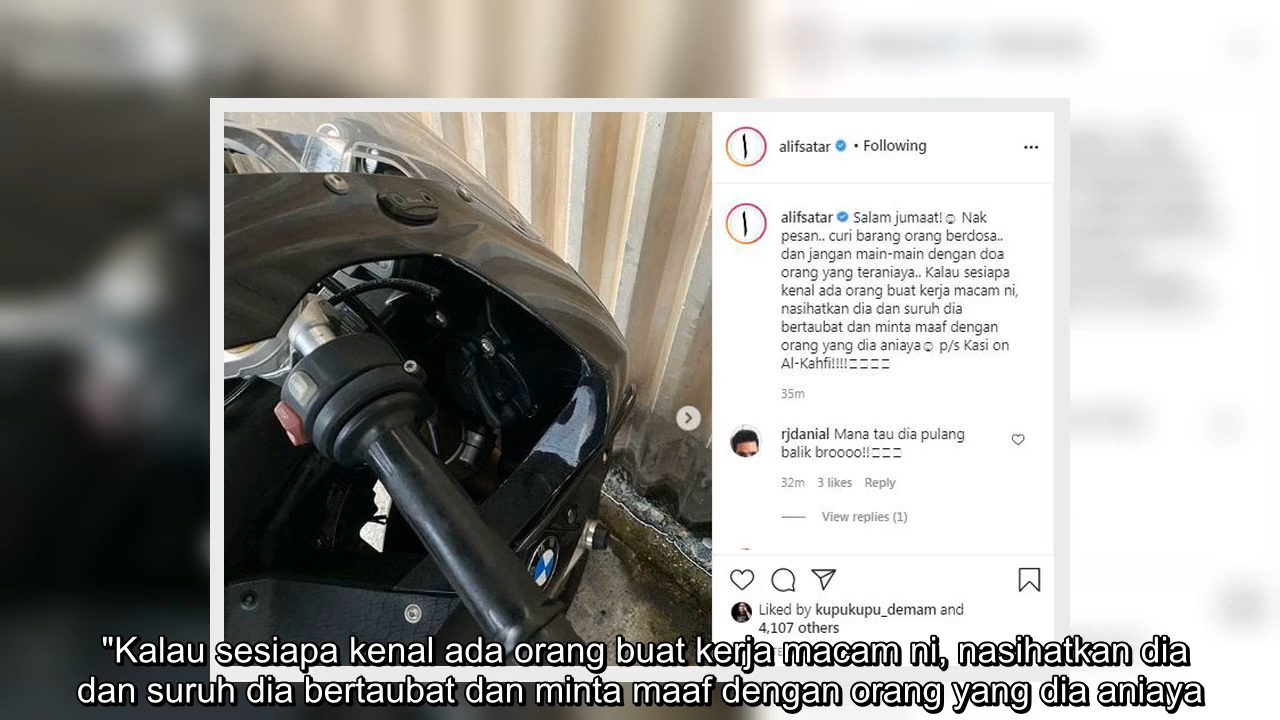 alifsatar • Following
alifsatar Salam jumaat!☺ Nak
pesan.. curi barang orang berdosa..
dan jangan main-main dengan doa
orang yang teraniaya.. Kalau sesiapa
kenal ada orang buat kerja macam ni,
nasihatkan dia dan suruh dia
bertaubat dan minta maaf dengan
orang yang dia aniaya☺ p/s Kasi on
Al-Kahfi!!!!□□□□
35m
rjdanial Mana tau dia pulang
balik broooo!!□□□
32m 3 likes Reply
View replies (1)
Liked by kupukupu_demam and
4,107 others
"Kalau sesiapa kenal ada orang buat kerja macam ni, nasihatkan dia
dan suruh dia bertaubat dan minta maaf dengan orang yang dia aniaya